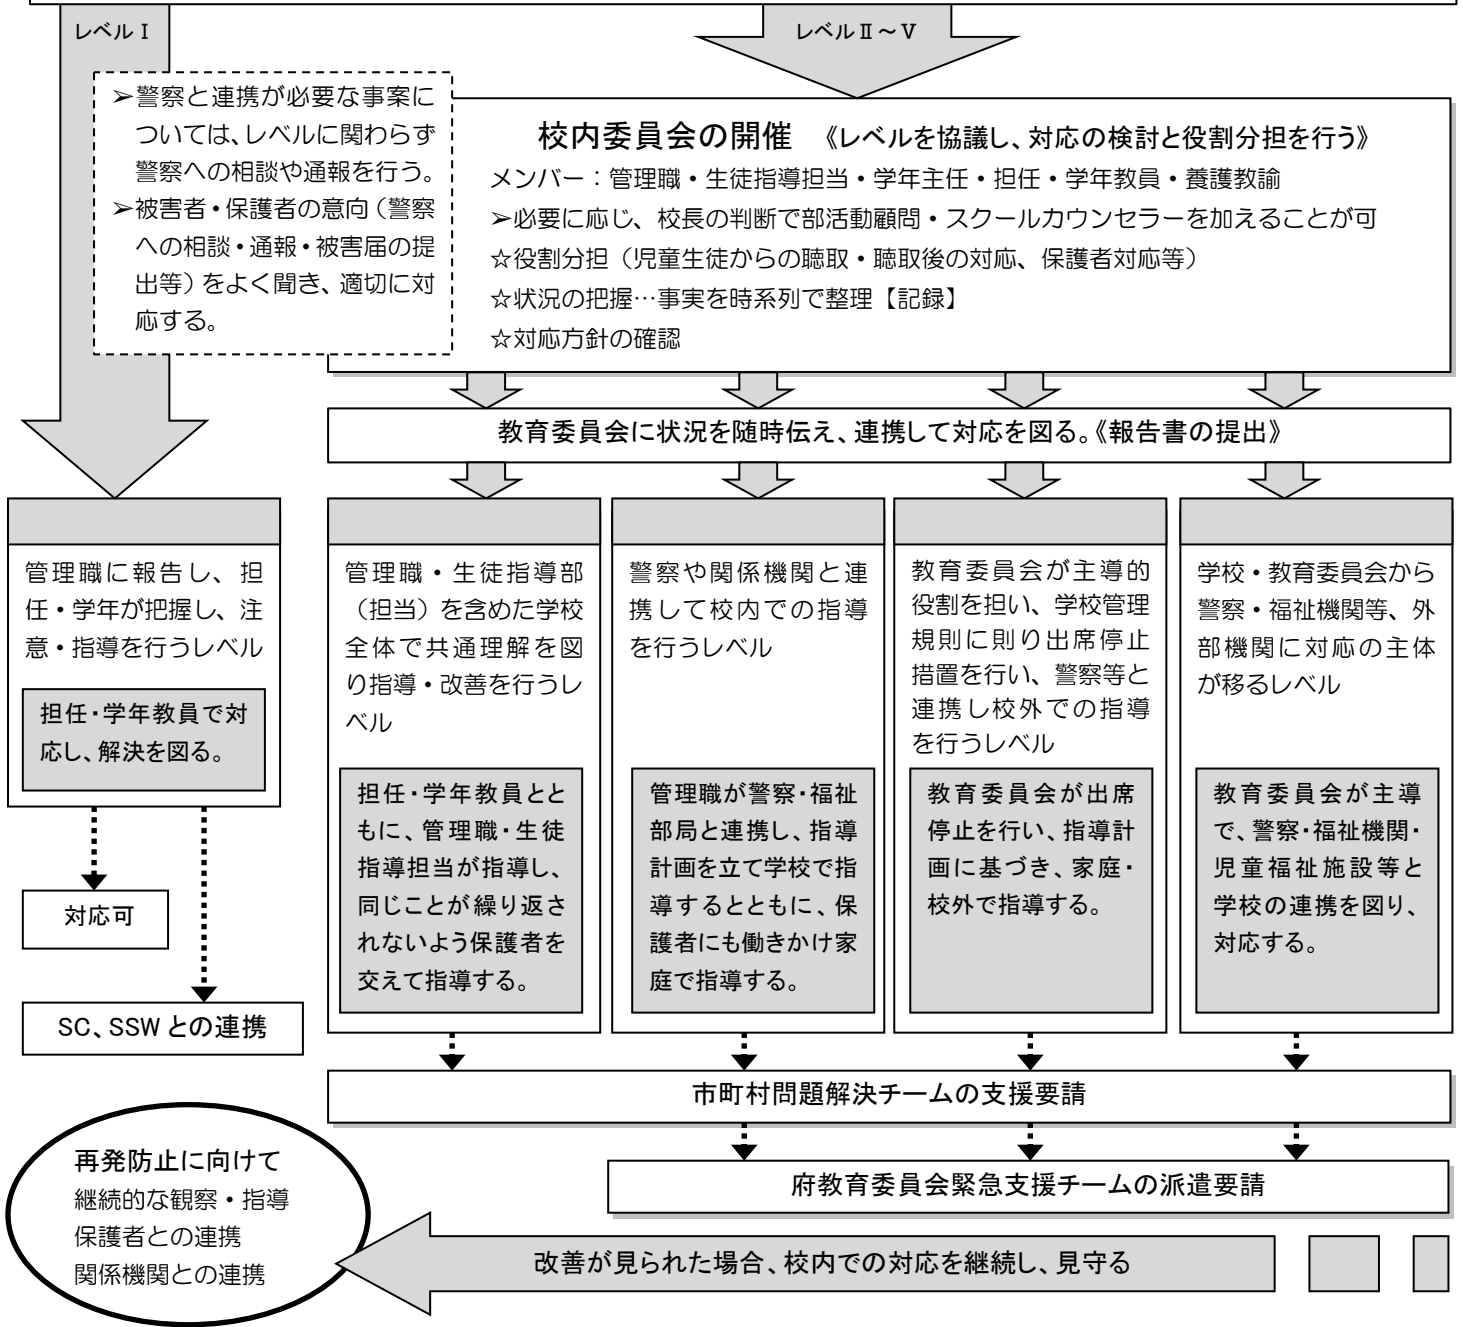 レベルⅠ
レベルⅡ～Ⅴ
➢警察と連携が必要な事案に
ついては、レベルに関わらず
警察への相談や通報を行う。
➢被害者・保護者の意向（警察
への相談・通報・被害届の提
出等）をよく聞き、適切に対
応する。
校内委員会の開催　《レベルを協議し、対応の検討と役割分担を行う》
メンバー：管理職・生徒指導担当・学年主任・担任・学年教員・養護教諭
➢必要に応じ、校長の判断で部活動顧問・スクールカウンセラーを加えることが可
☆役割分担（児童生徒からの聴取・聴取後の対応、保護者対応等）
☆状況の把握…事実を時系列で整理【記録】
☆対応方針の確認
教育委員会に状況を随時伝え、連携して対応を図る。《報告書の提出》
管理職に報告し、担
任・学年が把握し、注
意・指導を行うレベル
担任・学年教員で対
応し、解決を図る。
対応可
SC、SSWとの連携
管理職・生徒指導部
（担当）を含めた学校
全体で共通理解を図
り指導・改善を行うレ
ベル
担任・学年教員とと
もに、管理職・生徒
指導担当が指導し、
同じことが繰り返さ
れないよう保護者を
交えて指導する。
警察や関係機関と連
携して校内での指導
を行うレベル
管理職が警察・福祉
部局と連携し、指導
計画を立て学校で指
導するとともに、保
護者にも働きかけ家
庭で指導する。
教育委員会が主導的
役割を担い、学校管理
規則に則り出席停止
措置を行い、警察等と
連携し校外での指導
を行うレベル
教育委員会が出席
停止を行い、指導計
画に基づき、家庭・
校外で指導する。
学校・教育委員会から
警察・福祉機関等、外
部機関に対応の主体
が移るレベル
教育委員会が主導
で、警察・福祉機関・
児童福祉施設等と
学校の連携を図り、
対応する。
市町村問題解決チームの支援要請
府教育委員会緊急支援チームの派遣要請
再発防止に向けて
継続的な観察・指導
保護者との連携
関係機関との連携
改善が見られた場合、校内での対応を継続し、見守る